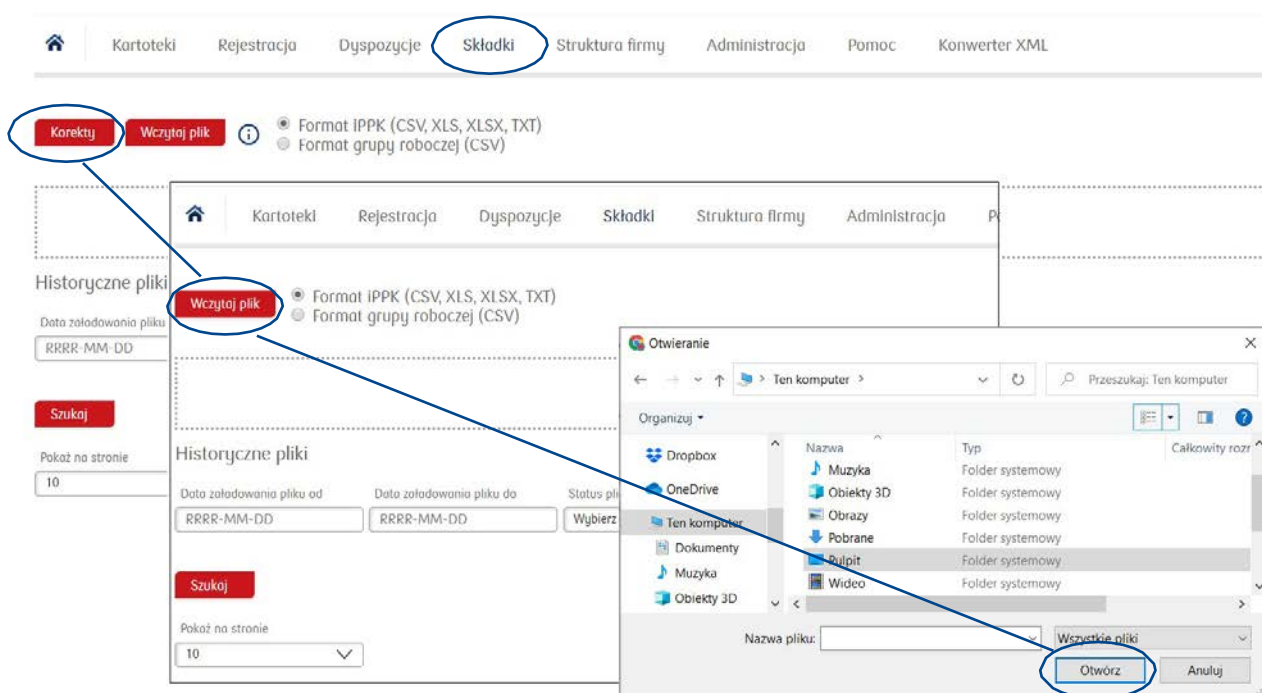 Kartoteki Rejestracja Dyspozycje Składki Struktura firmy Administracja Pomoc Konwerter XML
Korekty Wczytaj plik Format iPPK (CSV, XLS, XLSX, TXT)
Format grupy roboczej (CSV)
Historyczne pliki
Data załadowania pliku
RRRR-MM-DD
Szukaj
Pokaż na stronie
10
Kartoteki Rejestracja Dyspozycje Składki Struktura firmy Administracja
Wczytaj plik Format iPPK (CSV, XLS, XLSX, TXT)
Format grupy roboczej (CSV)
Historyczne pliki
Data załadowania pliku od Data załadowania pliku do Status
RRRR-MM-DD RRRR-MM-DD Wybierz
Szukaj
Pokaż na stronie
10
Otwieranie
Ten komputer Przeszukaj: Ten komputer
Organizuj
Nazwa Typ Całkowity
Dropbox
OneDrive
Ten komputer
Dokumenty
Muzyka
Obiekty 3D
Muzyka Folder systemowy
Obiekty 3D Folder systemowy
Obrazy Folder systemowy
Pobrane Folder systemowy
Pulpit Folder systemowy
Wideo Folder systemowy
Nazwa pliku: Wszystkie pliki
Otwórz Anuluj